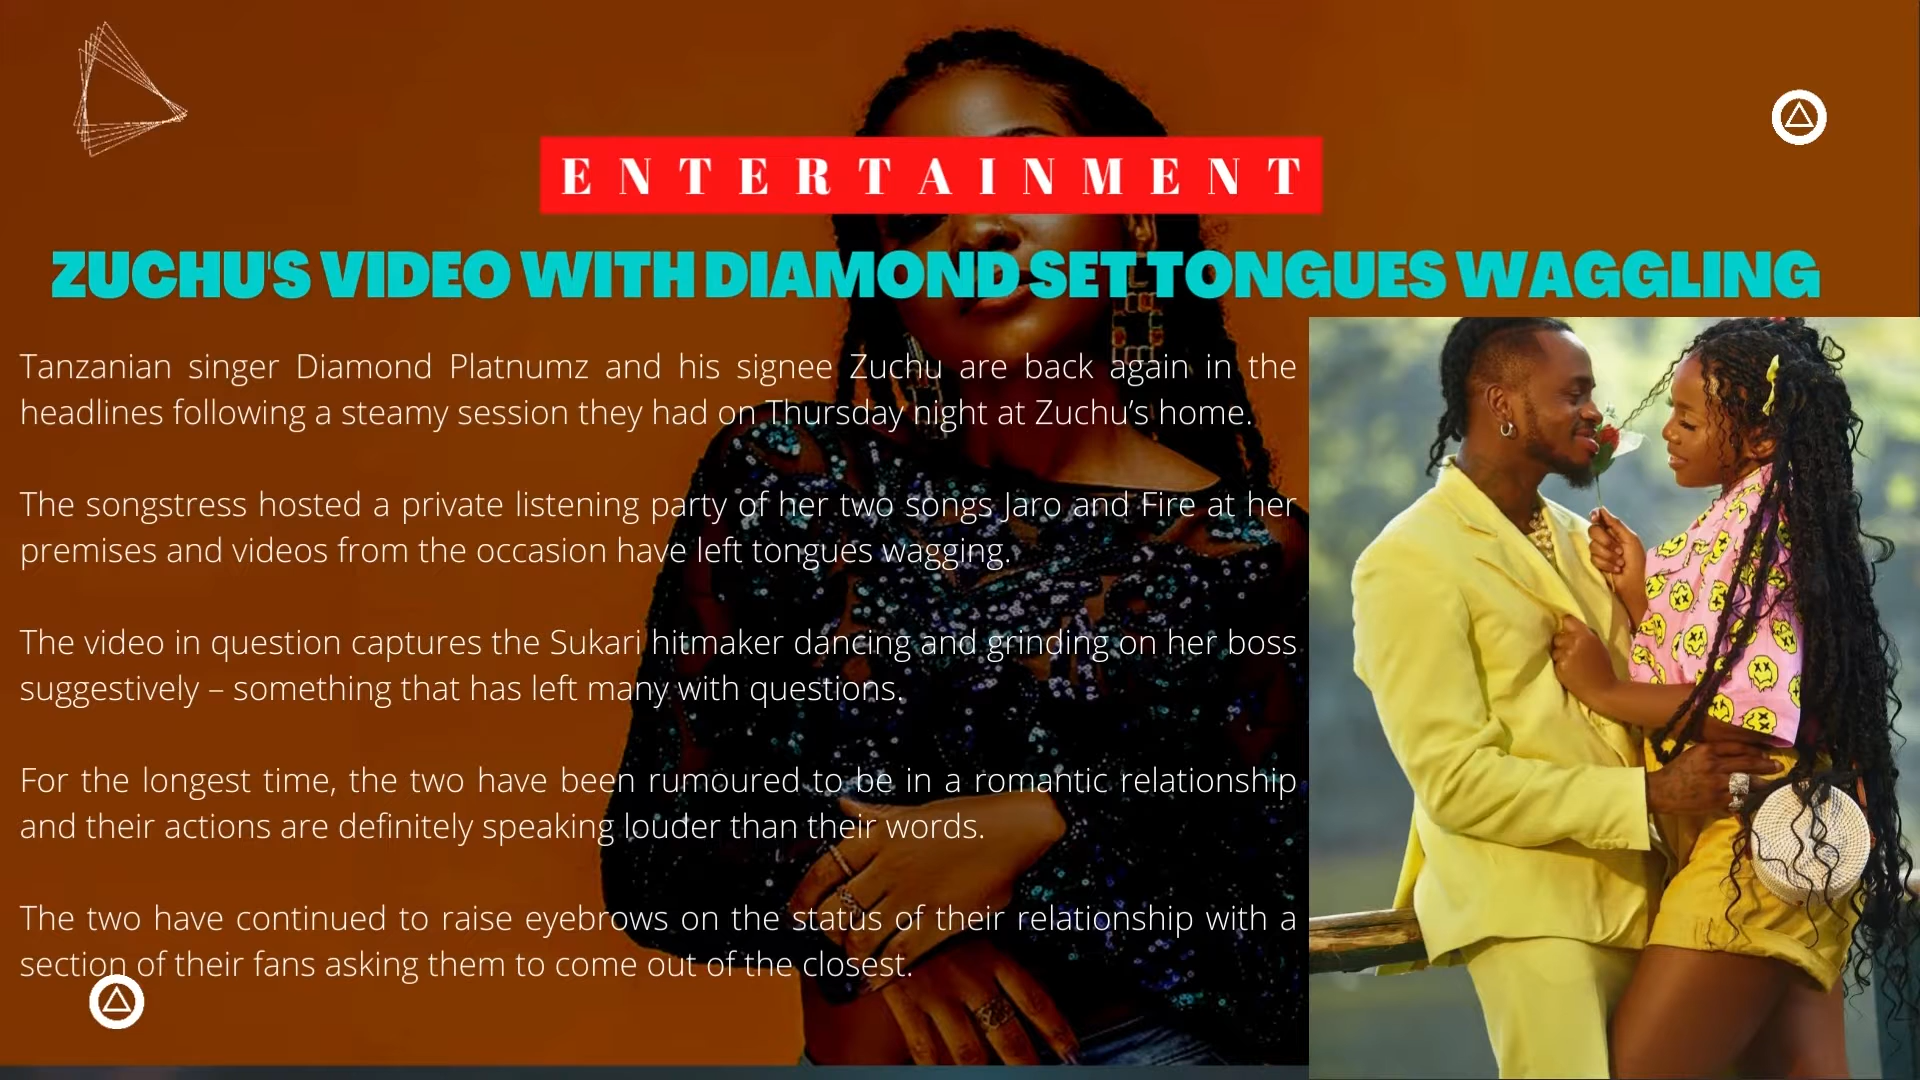 ENTERTAINMENT
ZUCHU'S VIDEO WITH DIAMOND SET TONGUES WAGGLING
Tanzanian singer Diamond Platnumz and his signee Zuchu are back again in the
headlines following a steamy session they had on Thursday night at Zuchu’s home.
The songstress hosted a private listening party of her two songs Jaro and Fire at her
premises and videos from the occasion have left tongues wagging.
The video in question captures the Sukari hitmaker dancing and grinding on her boss
suggestively – something that has left many with questions.
For the longest time, the two have been rumoured to be in a romantic relationship
and their actions are definitely speaking louder than their words.
The two have continued to raise eyebrows on the status of their relationship with a
section of their fans asking them to come out of the closest.